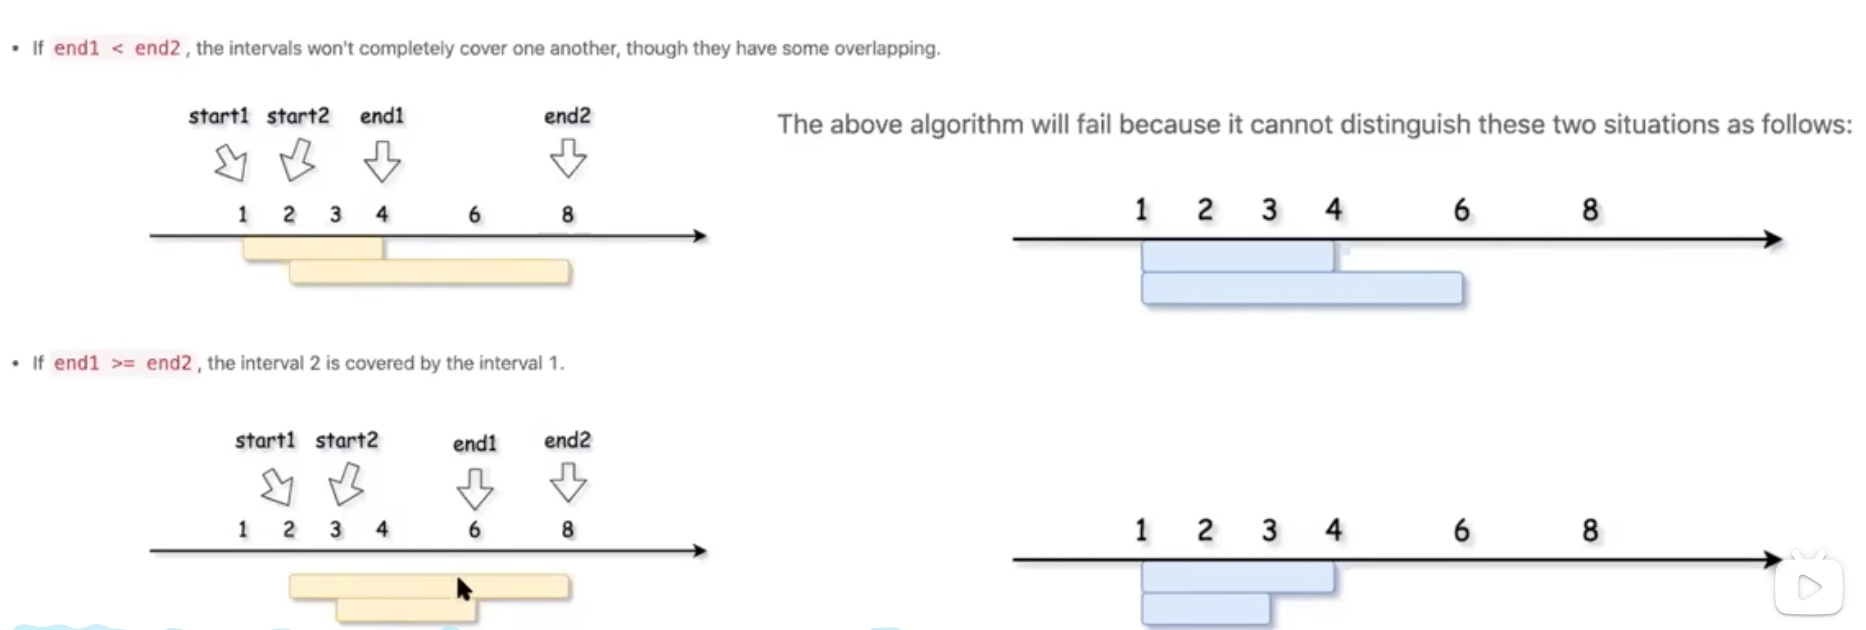 • If end1 < end2, the intervals won't completely cover one another, though they have some overlapping.
start1 start2 end1 end2
1 2 3 4 6 8
• If end1 >= end2, the interval 2 is covered by the interval 1.
start1 start2 end1 end2
1 2 3 4 6 8
The above algorithm will fail because it cannot distinguish these two situations as follows:
1 2 3 4 6 8
1 2 3 4 6 8